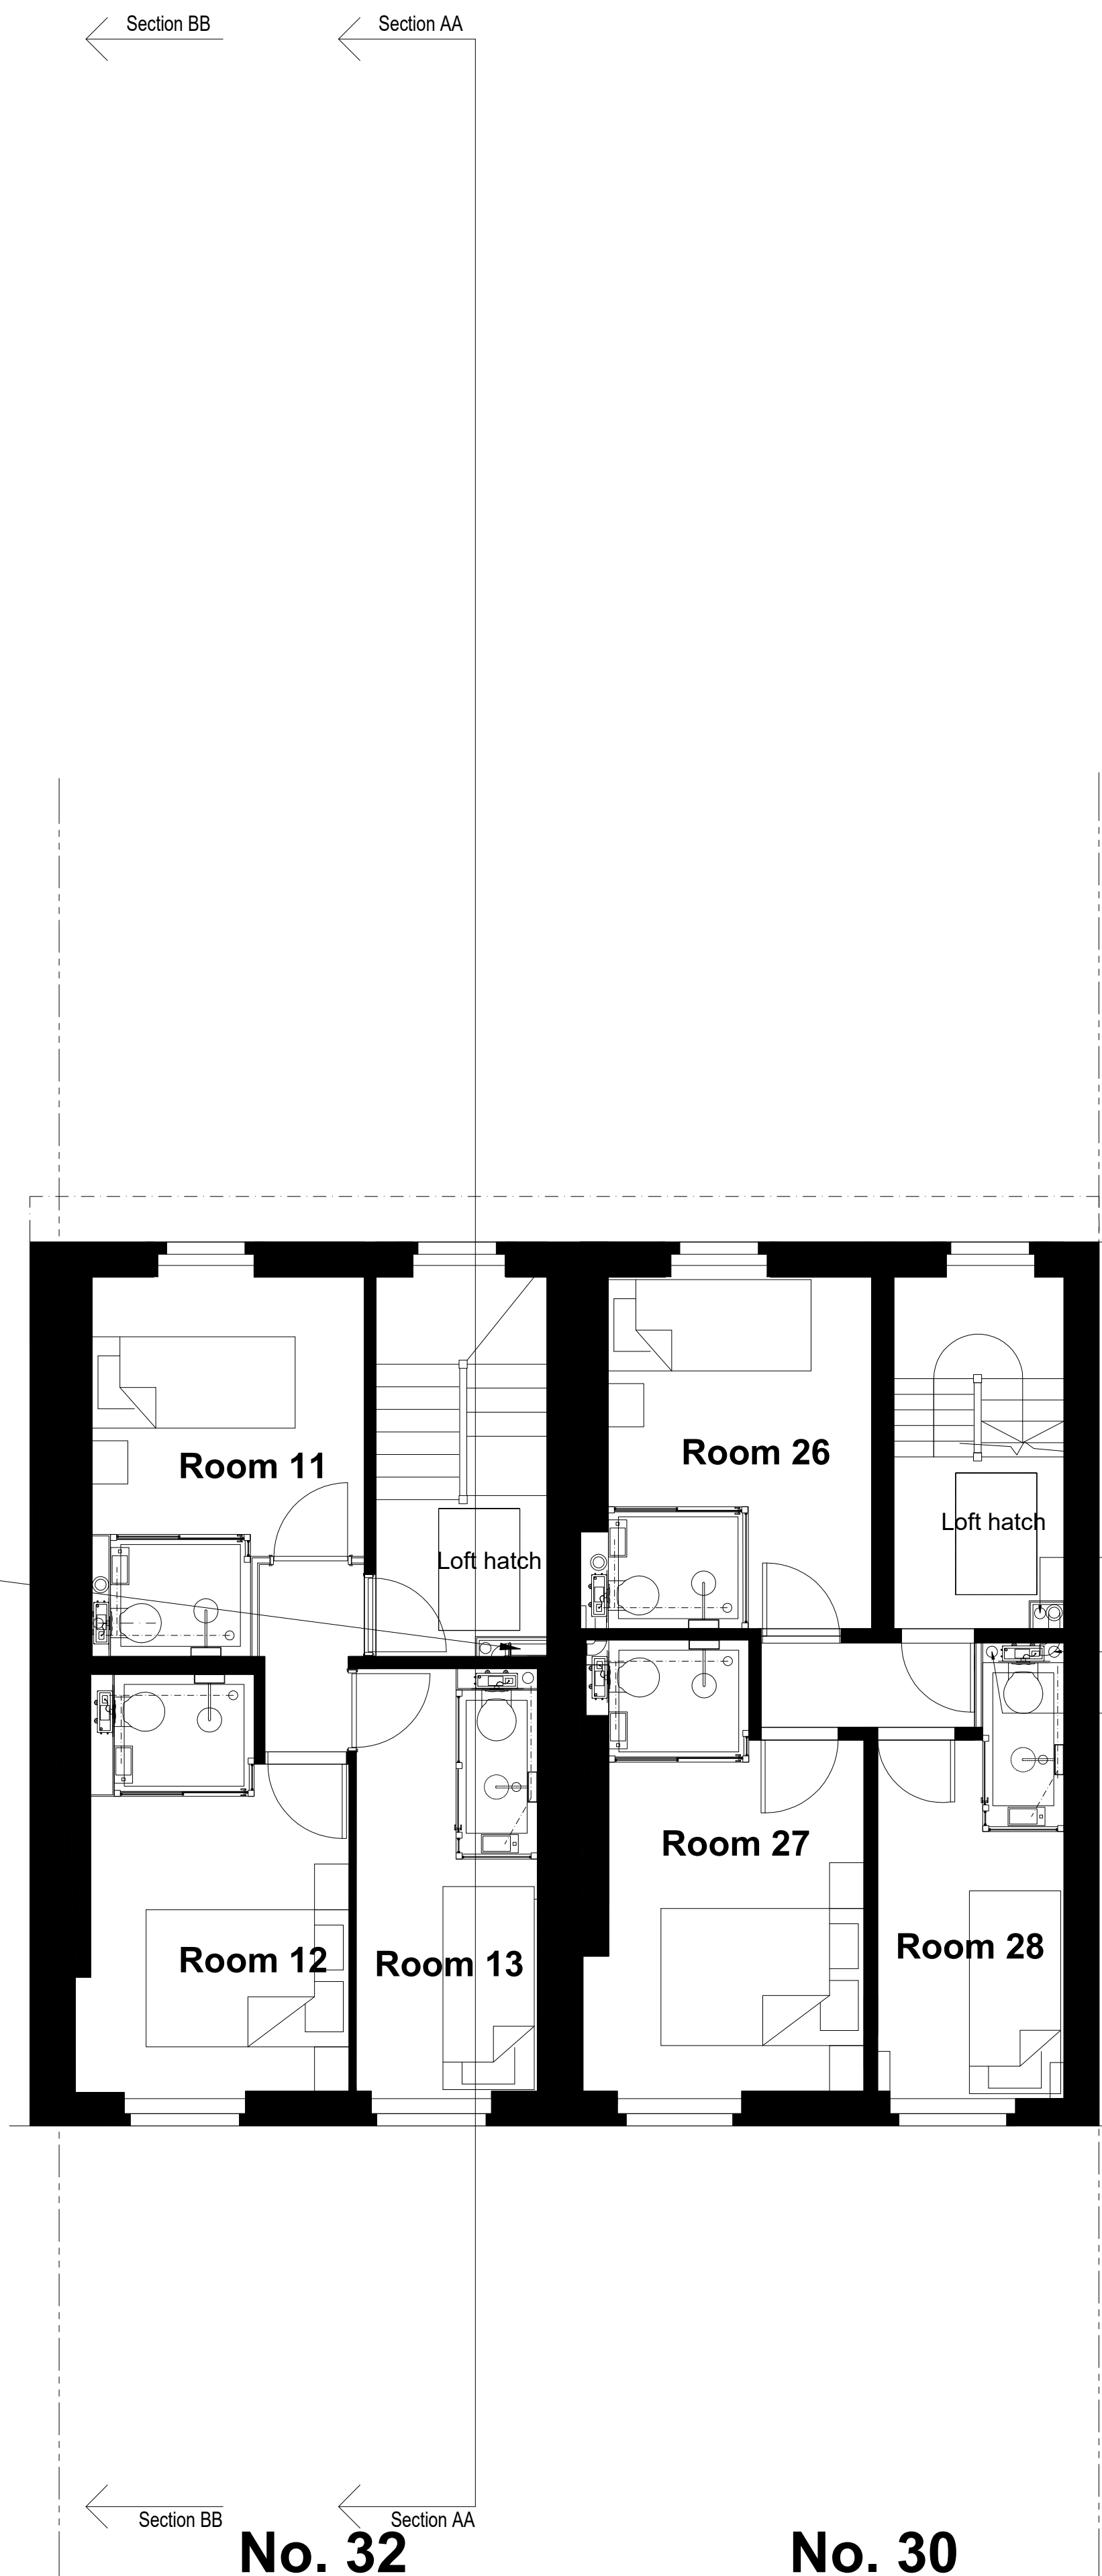 Section BB
Section AA
Room 11
Room 26
Loft hatch
Loft hatch
Room 27
Room 12
Room 13
Room 28
Section BB
Section AA
No. 32
No. 30